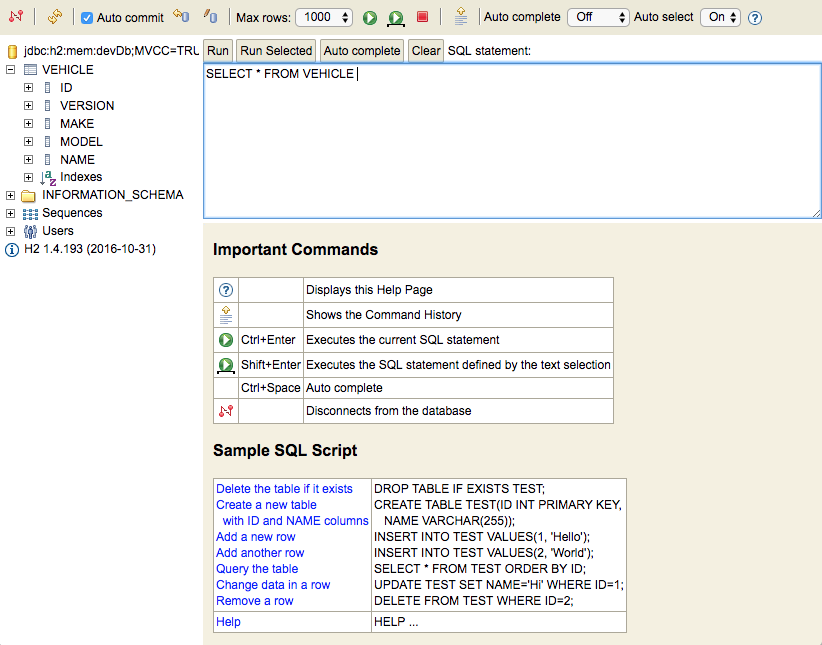 Auto commit Max rows: 1000 Auto complete Off Auto select On ?
jdbc:h2:mem:devDb;MVCC=TRU
VEHICLE
ID
VERSION
MAKE
MODEL
NAME
Indexes
INFORMATION_SCHEMA
Sequences
Users
H2 1.4.193 (2016-10-31)
Run Run Selected Auto complete Clear SQL statement:
SELECT * FROM VEHICLE
Important Commands
? Displays this Help Page
Shows the Command History
Ctrl+Enter Executes the current SQL statement
Shift+Enter Executes the SQL statement defined by the text selection
Ctrl+Space Auto complete
Disconnects from the database
Sample SQL Script
Delete the table if it exists DROP TABLE IF EXISTS TEST;
Create a new table CREATE TABLE TEST(ID INT PRIMARY KEY,
with ID and NAME columns NAME VARCHAR(255));
Add a new row INSERT INTO TEST VALUES(1, 'Hello');
Add another row INSERT INTO TEST VALUES(2, 'World');
Query the table SELECT * FROM TEST ORDER BY ID;
Change data in a row UPDATE TEST SET NAME='Hi' WHERE ID=1;
Remove a row DELETE FROM TEST WHERE ID=2;
Help HELP ...